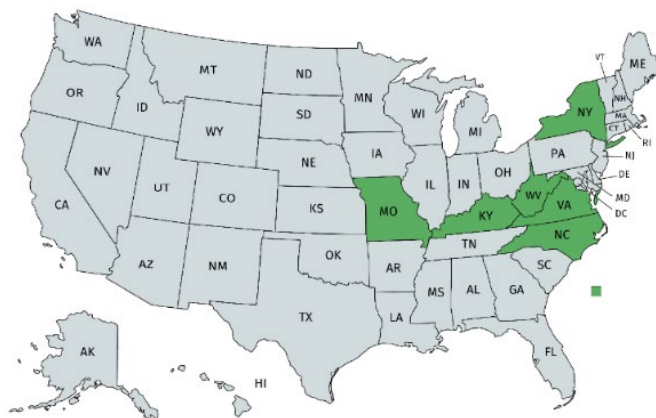 WA
MT
ND
MN
VT
ME
OR
ID
SD
WI
NY
NH
MA
WY
MI
CT
RI
NE
IA
PA
NJ
NV
UT
CO
IL
IN
OH
DE
CA
KS
MO
WV
VA
MD
KY
DC
AZ
NM
OK
AR
TN
NC
SC
TX
LA
MS
AL
GA
AK
HI
FL